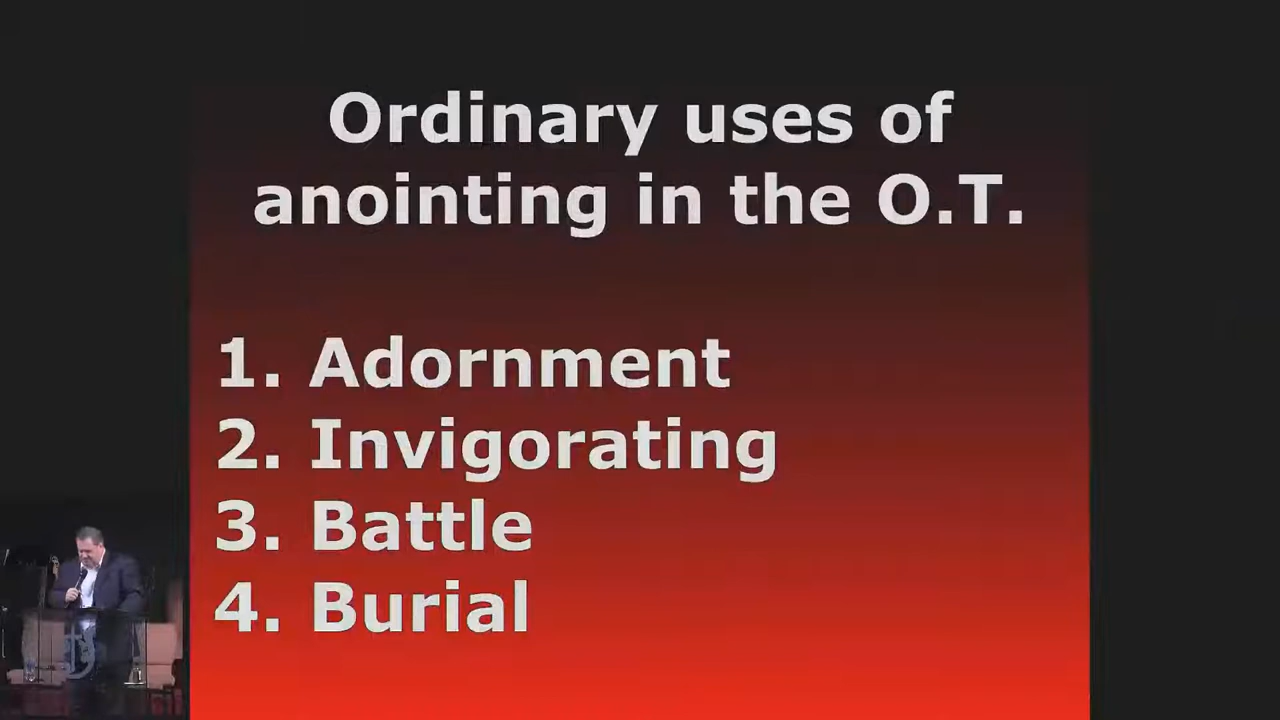 Ordinary uses of
anointing in the O.T.
1. Adornment
2. Invigorating
3. Battle
4. Burial